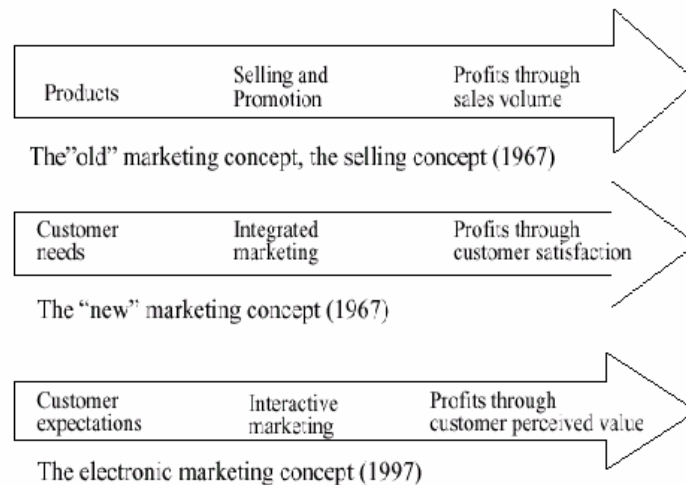 Products
Selling and
Promotion
Profits through
sales volume
The"old" marketing concept, the selling concept (1967)
Customer
needs
Integrated
marketing
Profits through
customer satisfaction
The “new” marketing concept (1967)
Customer
expectations
Interactive
marketing
Profits through
customer perceived value
The electronic marketing concept (1997)